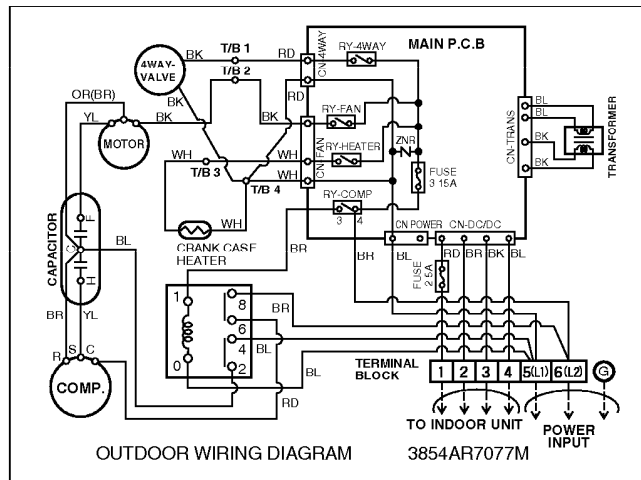 MAIN P.C.B
4WAY-
VALVE
BK
T/B 1
RD
CN-4WAY
RY-4WAY
T/B 2
BK
RD
OR(BR)
YL
MOTOR
BK
BK
RY-FAN
CN-FAN
WH
T/B 3
WH
RY-HEATER
ZNR
WH
T/B 4
FUSE
3 15A
RY-COMP
3 4
WH
CRANK CASE
HEATER
CN-TRANS
BL
BL
BK
BK
TRANSFORMER
CAPACITOR
F
C
H
BL
BR
BR
BL
CN POWER
CN-DC/DC
RD
BR
BK
BL
FUSE
2 5A
1
8
6
4
0
2
BR
BL
BL
RD
BR
YL
R
S
C
COMP.
TERMINAL
BLOCK
1
2
3
4
5(L1)
6(L2)
G
TO INDOOR UNIT
POWER
INPUT
OUTDOOR WIRING DIAGRAM
3854AR7077M